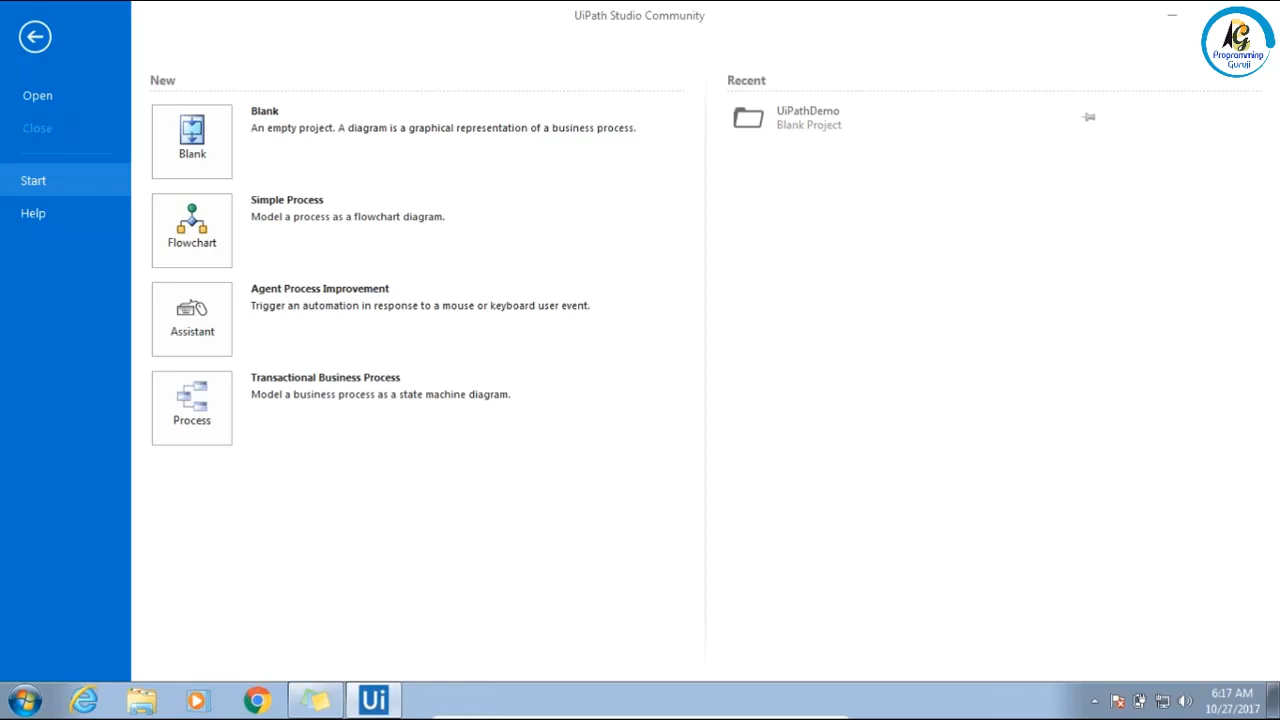 UiPath Studio Community
AG
Programming
Guruji
Open
Close
Start
Help
New
Blank
Blank
An empty project. A diagram is a graphical representation of a business process.
Flowchart
Simple Process
Model a process as a flowchart diagram.
Assistant
Agent Process Improvement
Trigger an automation in response to a mouse or keyboard user event.
Process
Transactional Business Process
Model a business process as a state machine diagram.
Recent
UiPathDemo
Blank Project
Ui
6:17 AM
10/27/2017